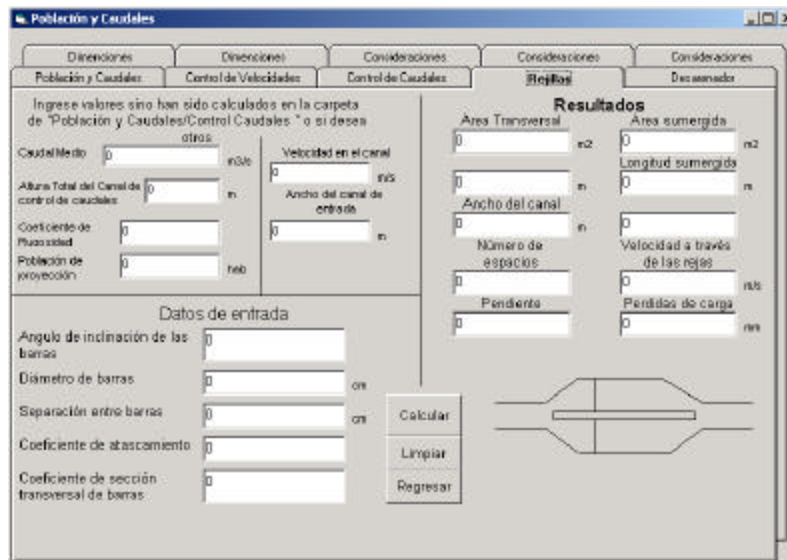 Población y Caudales
Dimenciones Dimenciones Consideraciones Consideraciones Consideraciones
Población y Caudales Control de Velocidades Control de Caudales Rejillas Desarenador
Ingrese valores sino han sido calculados en la carpeta
de "Población y Caudales/Control Caudales " o si desea
otros
Caudal Medio 0 m3/s
Altura Total del Canal de
control de caudales 0 m
Coeficiente de
Rugosidad 0
Población de
proyección 0 hab
Velocidad en el canal
0 m/s
Ancho del canal de
entrada
0 m
Resultados
Area Transversal Area sumergida
0 m2 0 m2
Longitud sumergida
0 m 0 m
Ancho del canal
0 m 0
Número de
espacios
0
Velocidad a través
de las rejas
0 m/s
Pendiente Perdidas de carga
0 0 mm
Datos de entrada
Angulo de inclinación de las
barras 0
Diámetro de barras 0 cm
Separación entre barras 0 cm
Coeficiente de atascamiento 0
Coeficiente de sección
transversal de barras 0
Calcular
Limpiar
Regresar